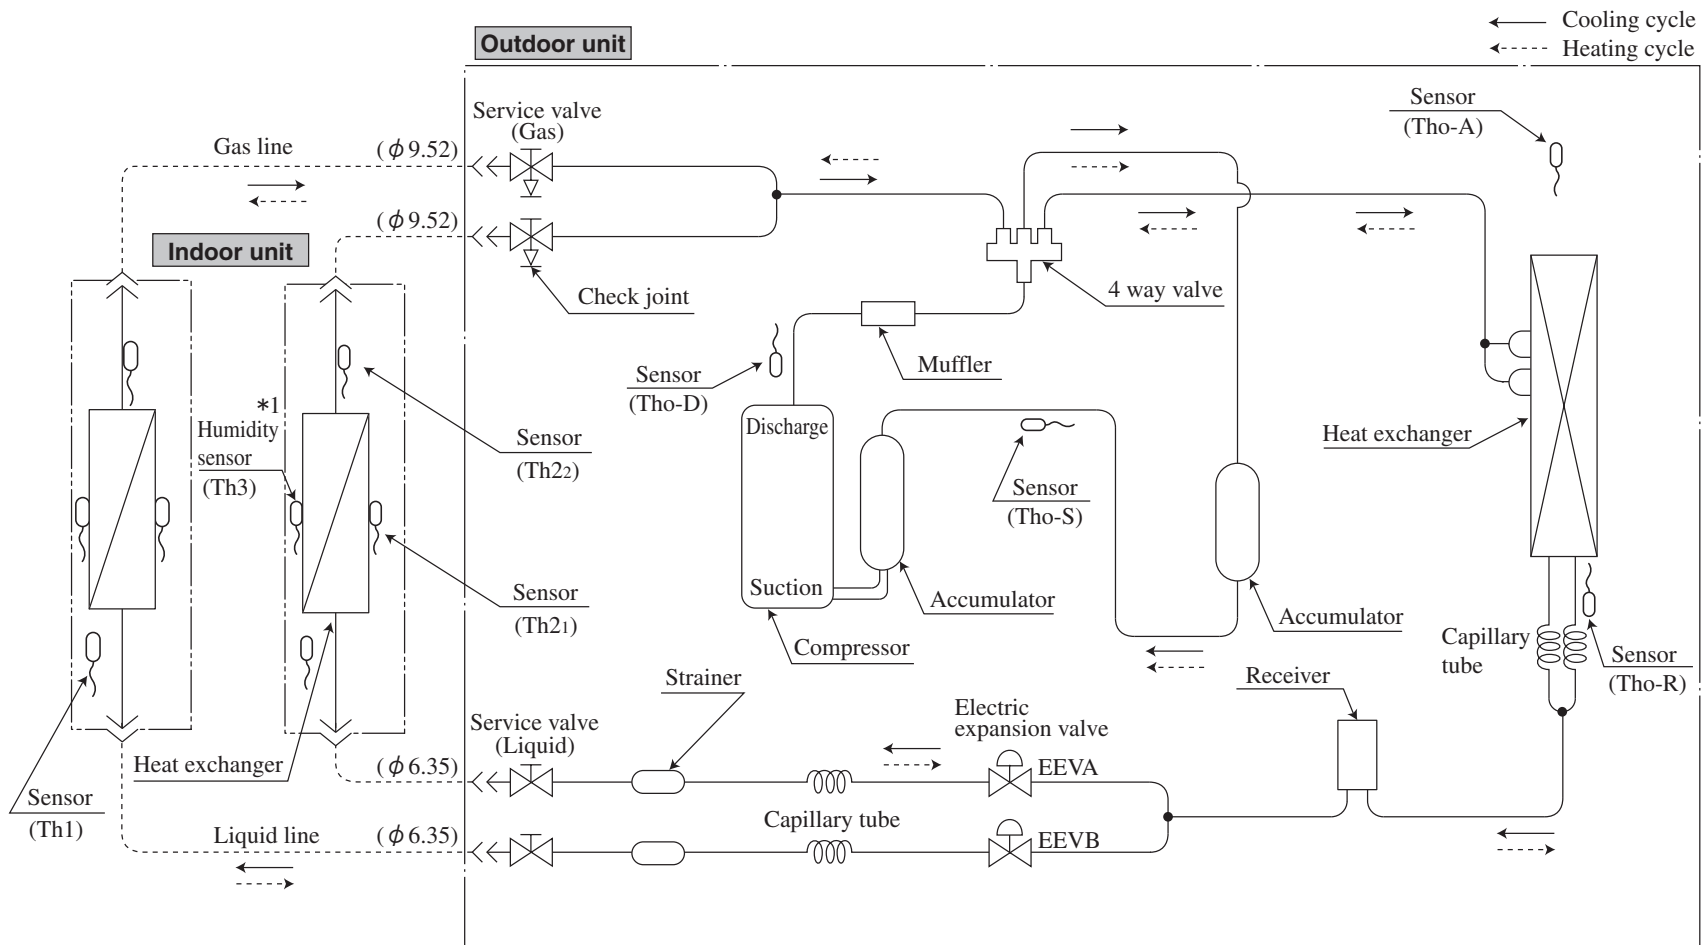 Cooling cycle
Heating cycle
Outdoor unit
Sensor
(Tho-A)
Service valve
(Gas)
Gas line
(ϕ9.52)
(ϕ9.52)
Indoor unit
Check joint
4 way valve
Muffler
Sensor
(Tho-D)
Discharge
Heat exchanger
*1
Humidity
sensor
(Th3)
Sensor
(Th22)
Sensor
(Tho-S)
Suction
Accumulator
Accumulator
Sensor
(Th21)
Compressor
Capillary
tube
Sensor
(Tho-R)
Strainer
Receiver
Service valve
(Liquid)
Electric
expansion valve
Heat exchanger
(ϕ6.35)
EEVA
Sensor
(Th1)
Liquid line
(ϕ6.35)
Capillary tube
EEVB